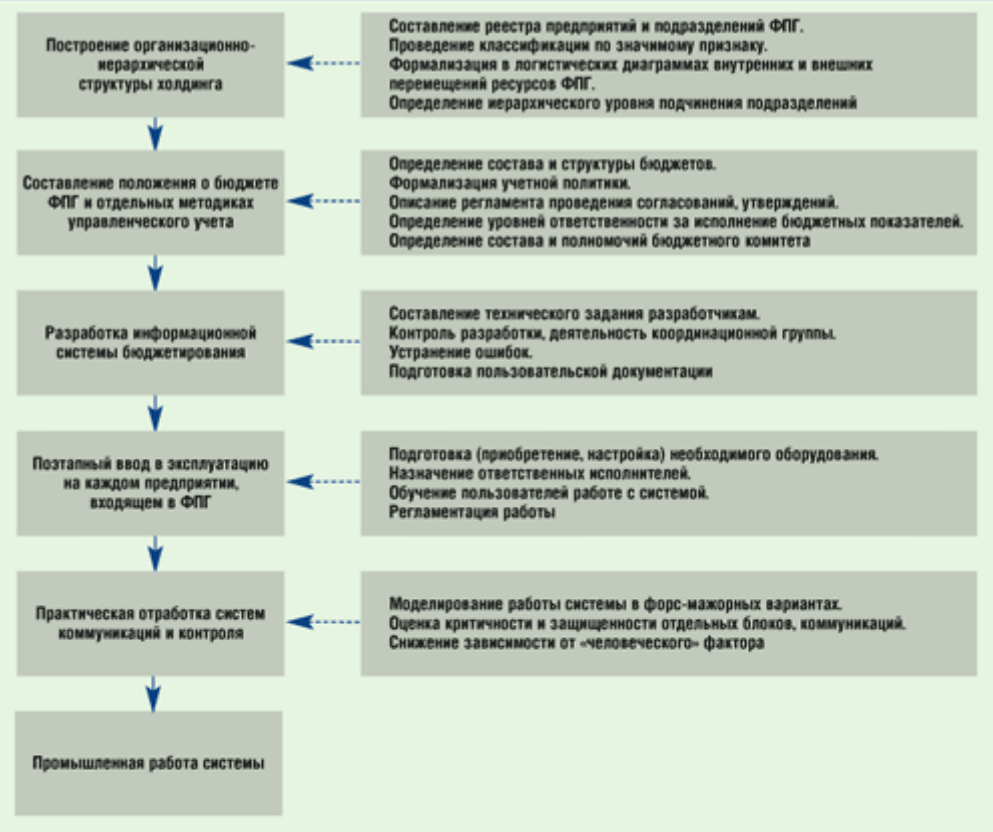 Построение организационно-
иерархической
структуры холдинга
Составление реестра предприятий и подразделений ФПГ.
Проведение классификации по значимому признаку.
Формализация в логистических диаграммах внутренних и внешних
перемещений ресурсов ФПГ.
Определение иерархического уровня подчинения подразделений
Составление положения о бюджете
ФПГ и отдельных методиках
управленческого учета
Определение состава и структуры бюджетов.
Формализация учетной политики.
Описание регламента проведения согласований, утверждений.
Определение уровней ответственности за исполнение бюджетных показателей.
Определение состава и полномочий бюджетного комитета
Разработка информационной
системы бюджетирования
Составление технического задания разработчикам.
Контроль разработки, деятельность координационной группы.
Устранение ошибок.
Подготовка пользовательской документации
Поэтапный ввод в эксплуатацию
на каждом предприятии,
входящем в ФПГ
Подготовка (приобретение, настройка) необходимого оборудования.
Назначение ответственных исполнителей.
Обучение пользователей работе с системой.
Регламентация работы
Практическая отработка систем
коммуникаций и контроля
Моделирование работы системы в форс-мажорных вариантах.
Оценка критичности и защищенности отдельных блоков, коммуникаций.
Снижение зависимости от «человеческого» фактора
Промышленная работа системы